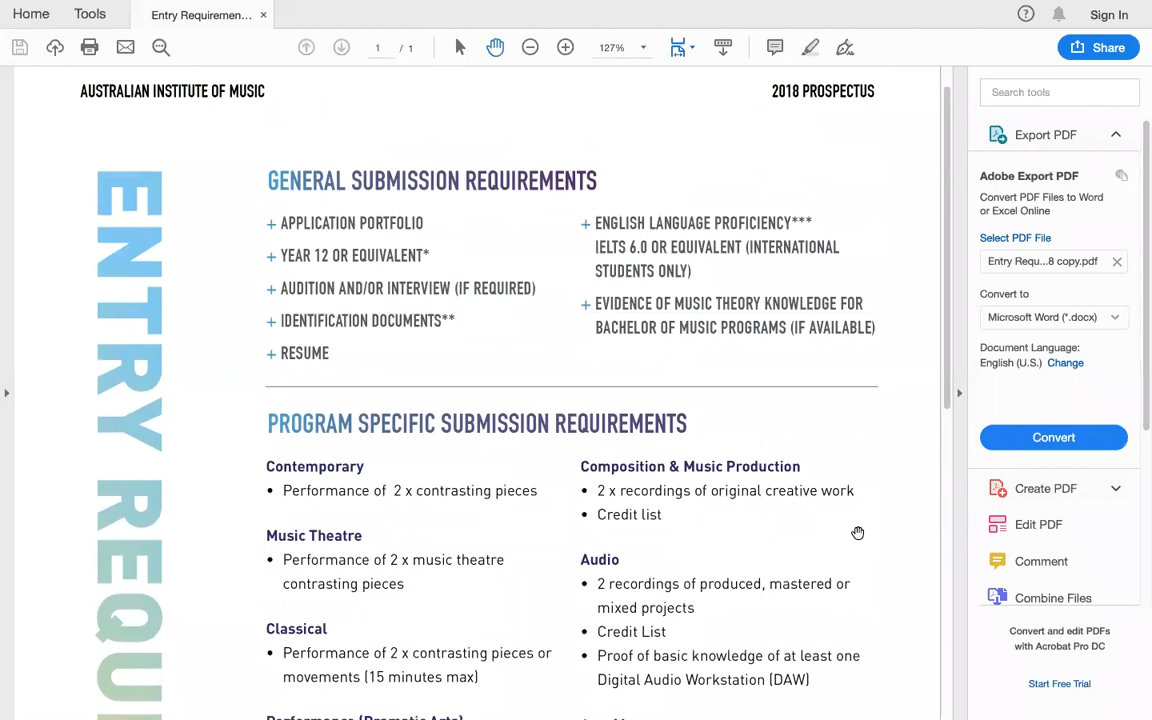 Home
Tools
Entry Requiremen...
Sign In
1 / 1
127%
Share
AUSTRALIAN INSTITUTE OF MUSIC
2018 PROSPECTUS
ENTRY REQU
GENERAL SUBMISSION REQUIREMENTS
+ APPLICATION PORTFOLIO
+ YEAR 12 OR EQUIVALENT*
+ AUDITION AND/OR INTERVIEW (IF REQUIRED)
+ IDENTIFICATION DOCUMENTS**
+ RESUME
+ ENGLISH LANGUAGE PROFICIENCY***
IELTS 6.0 OR EQUIVALENT (INTERNATIONAL
STUDENTS ONLY)
+ EVIDENCE OF MUSIC THEORY KNOWLEDGE FOR
BACHELOR OF MUSIC PROGRAMS (IF AVAILABLE)
PROGRAM SPECIFIC SUBMISSION REQUIREMENTS
Contemporary
• Performance of 2 x contrasting pieces
Music Theatre
• Performance of 2 x music theatre
contrasting pieces
Classical
• Performance of 2 x contrasting pieces or
movements (15 minutes max)
Performance (Dramatic Arts)
Composition & Music Production
• 2 x recordings of original creative work
• Credit list
Audio
• 2 recordings of produced, mastered or
mixed projects
• Credit List
• Proof of basic knowledge of at least one
Digital Audio Workstation (DAW)
Search tools
Export PDF
Adobe Export PDF
Convert PDF Files to Word
or Excel Online
Select PDF File
Entry Requ...8 copy.pdf
Convert to
Microsoft Word (*.docx)
Document Language:
English (U.S.) Change
Convert
Create PDF
Edit PDF
Comment
Combine Files
Convert and edit PDFs
with Acrobat Pro DC
Start Free Trial